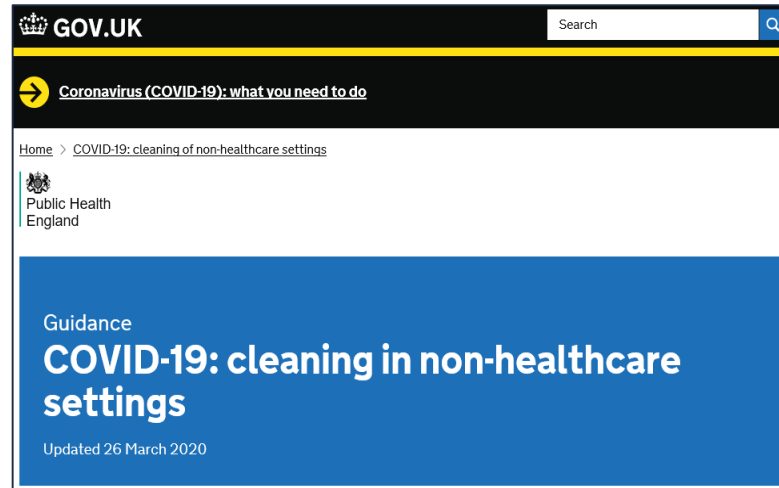 GOV.UK
Search
Coronavirus (COVID-19): what you need to do
Home > COVID-19: cleaning of non-healthcare settings
Public Health
England
Guidance
COVID-19: cleaning in non-healthcare
settings
Updated 26 March 2020